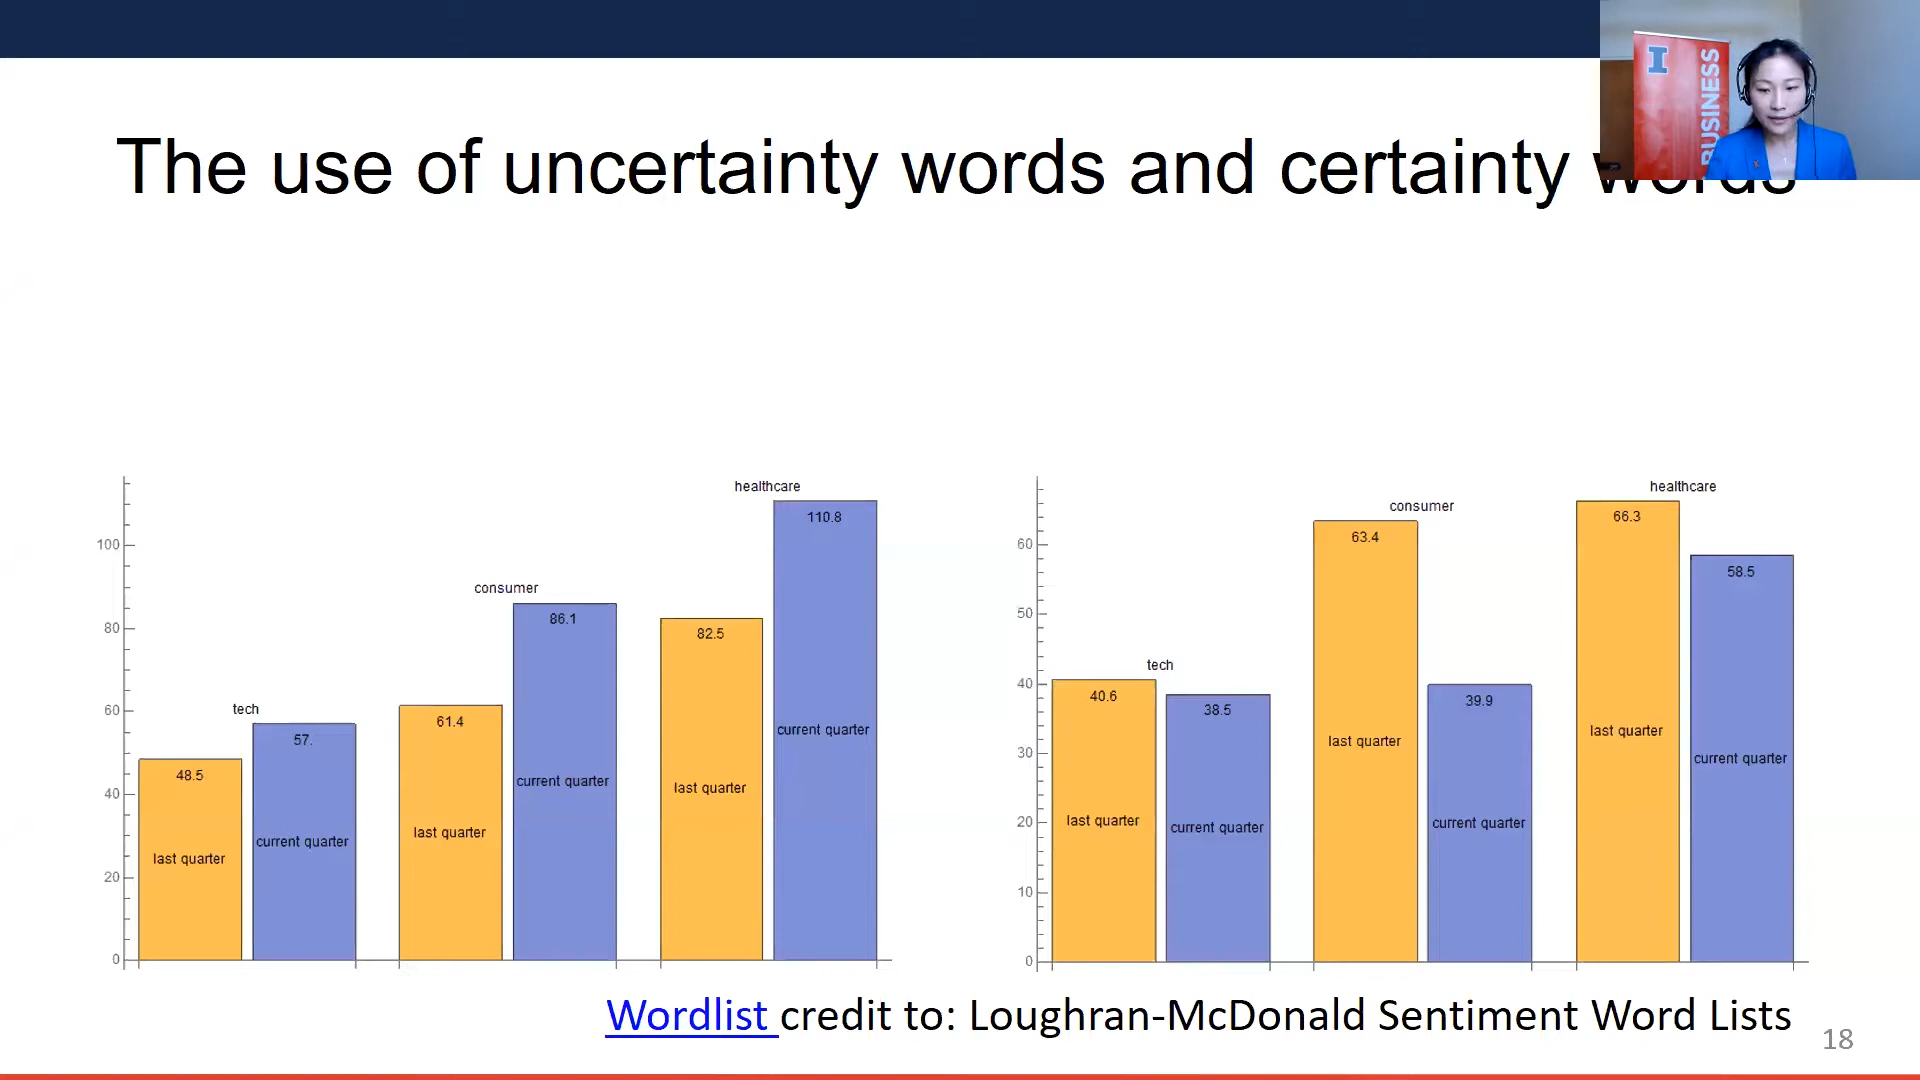 I
BUSINESS
The use of uncertainty words and certainty words
healthcare
110.8
100
consumer
86.1
82.5
80
tech
61.4
60
57.
48.5
current quarter
current quarter
last quarter
40
last quarter
current quarter
last quarter
20
0
healthcare
66.3
consumer
63.4
60
58.5
50
tech
40.6
40
39.9
38.5
last quarter
last quarter
30
current quarter
last quarter
current quarter
current quarter
20
10
0
Wordlist credit to: Loughran-McDonald Sentiment Word Lists
18